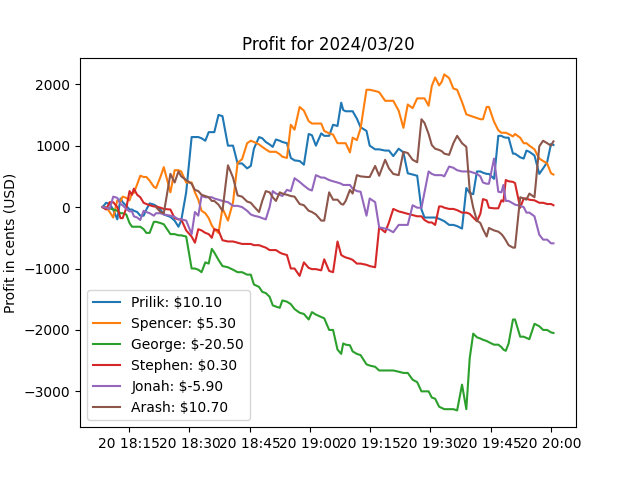 Profit for 2024/03/20
Profit in cents (USD)
2000
1000
0
−1000
−2000
−3000
Prilik: $10.10
Spencer: $5.30
George: $-20.50
Stephen: $0.30
Jonah: $-5.90
Arash: $10.70
20 18:15 20 18:30 20 18:45 20 19:00 20 19:15 20 19:30 20 19:45 20 20:00